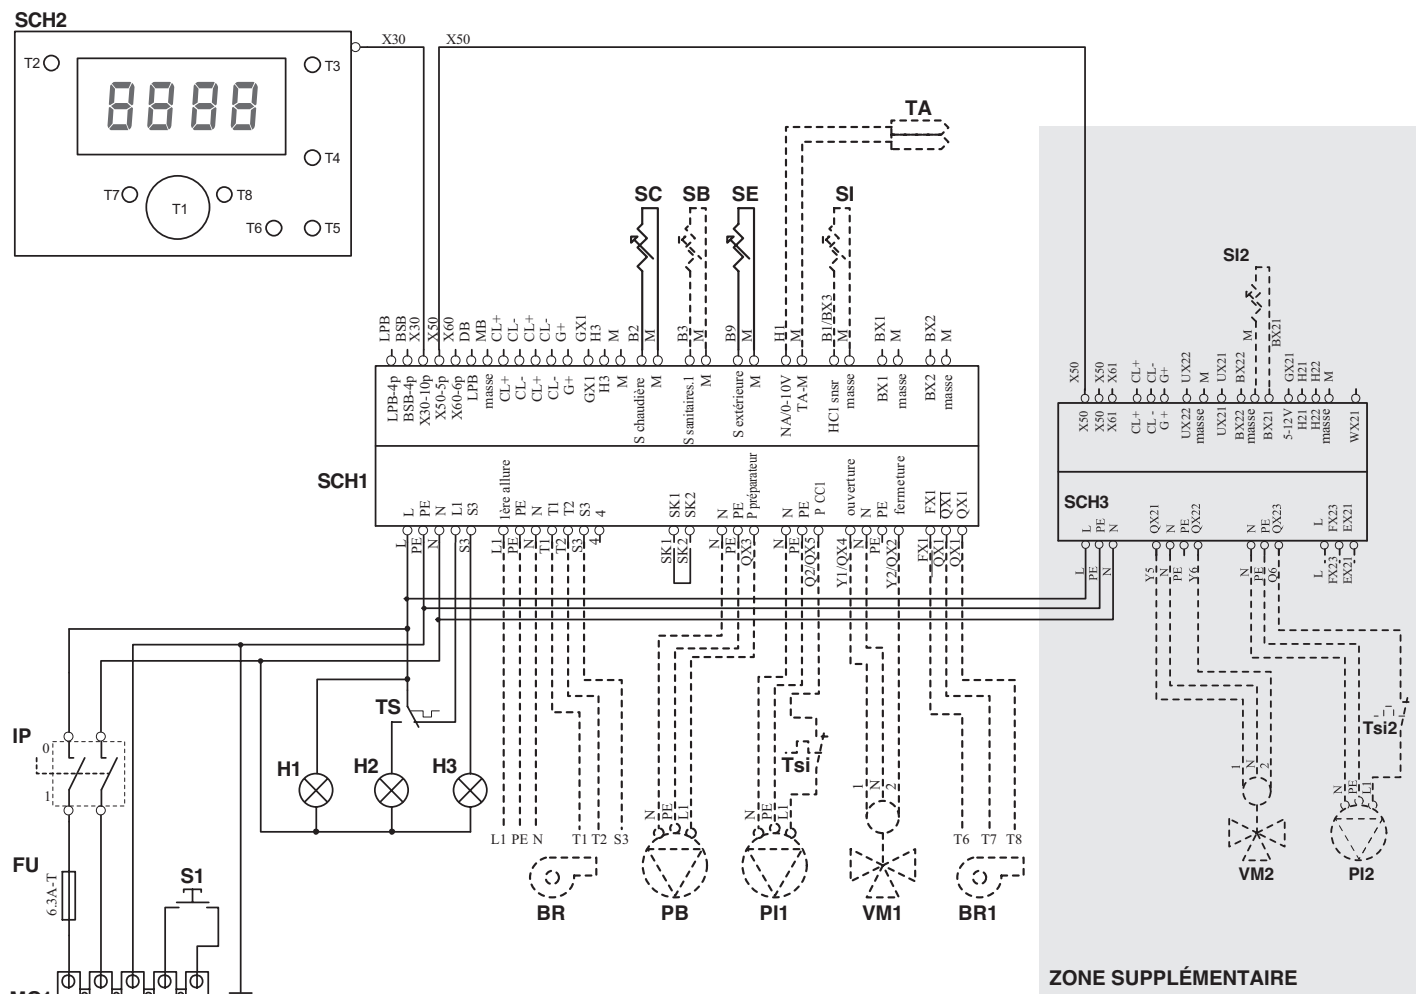 SCH2
X30
X50
T2
T3
T4
T7
T8
T1
T6
T5
TA
SC
SB
SE
SI
SI2
LPB
BSB
X30
X50
X60
DB
MB
CL+
CL-
CL+
CL-
G+
GX1
H3
M
B2
M
B3
M
B9
M
H1
M
B1/BX3
M
BX1
M
BX2
M
LPB-4p
BSB-4p
X30-10p
X50-5p
X60-6p
LPB
masse
CL+
CL-
CL+
CL-
G+
GX1
H3
M
S chaudière
M
S sanitaires.1
M
S extérieure
M
NA/0-10V
TA-M
HC1 snsr
masse
BX1
masse
BX2
masse
X50
X50
X61
CL+
CL-
G+
UX22
M
UX21
BX22
M
BX21
GX21
H21
H22
M
X50
X50
X61
CL+
CL -
G +
UX22
masse
UX21
BX22
masse
BX21
5-12V
H21
H22
masse
WX21
SCH1
L
PE
N
L1
S3
1ère allure
PE
N
T1
T2
S3
4
SK1
SK2
N
PE
P préparateur
N
PE
P CC1
ouverture
N
PE
fermeture
FX1
QX1
QX1
L
PE
N
S3
L1
PE
N
T1
T2
S3
4
SK1
SK2
N
PE
QX3
N
PE
Q2/QX5
Y1/QX4
N
PE
Y2/QX2
FX1
QX1
QX1
SCH3
L
PE
N
QX21
N
PE
QX22
N
PE
QX23
L
FX23
EX21
L
PE
N
Y5
N
PE
Y6
N
PE
Q6
L
FX23
EX21
IP
0
1
TS
H1
H2
H3
Tsi
Tsi2
L1 PE N
T1 T2 S3
N
PE
L1
N
PE
L1
1
N
2
T6 T7 T8
1
N
2
N
PE
L1
FU
6.3A-T
S1
BR
PB
PI1
VM1
BR1
VM2
PI2
ZONE SUPPLÉMENTAIRE